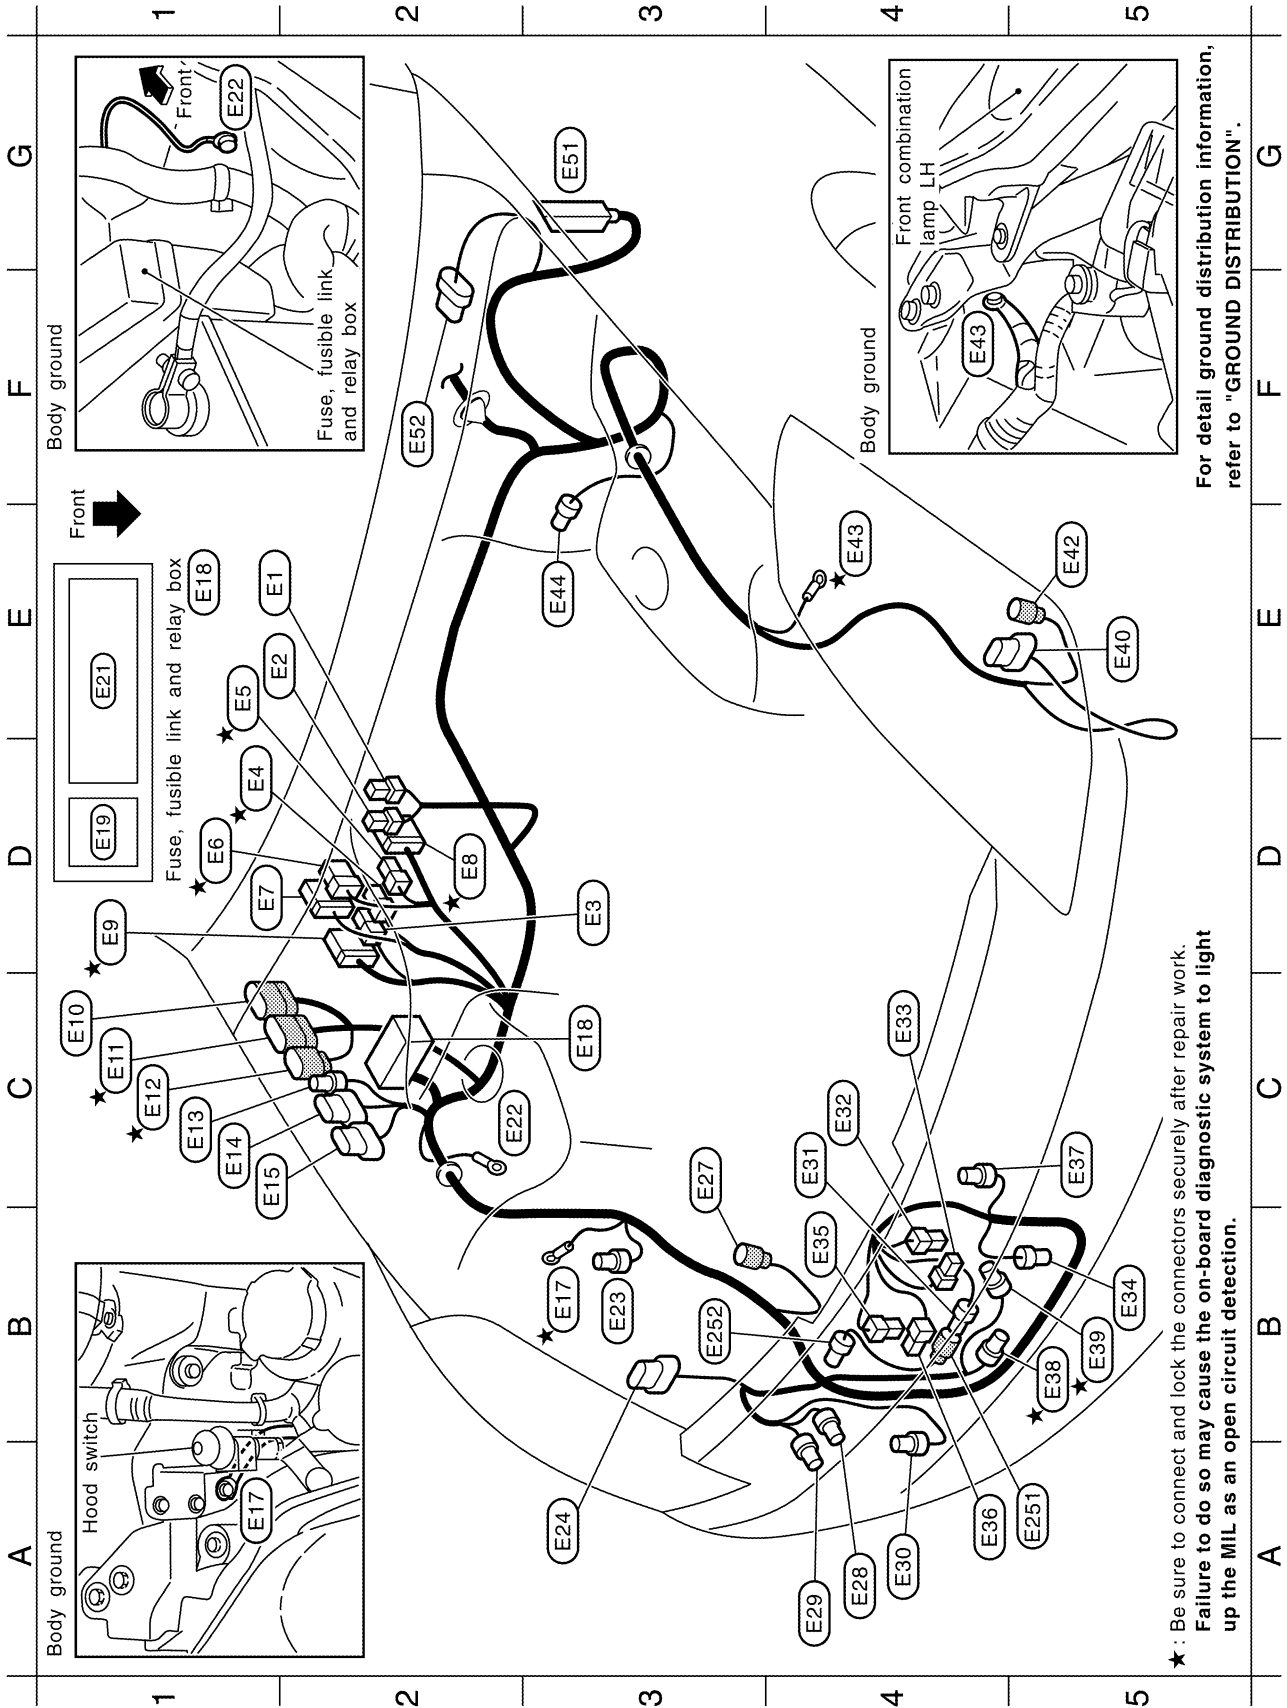 1
2
3
4
5
G
F
E
D
C
B
A
Body ground
Front
E22
Fuse, fusible link
and relay box
Front
E21
E19
Fuse, fusible link and relay box
E18
E51
E52
E1
E2
★
E5
★
E4
★
E6
E7
★
E9
E10
★
E11
★
E12
E13
E14
E15
★
E8
E3
E18
E22
E44
E43
★
E42
E40
Body ground
Front combination
lamp LH
E43
For detail ground distribution information,
refer to "GROUND DISTRIBUTION".
Body ground
Hood switch
E17
★
E17
E23
E24
E27
E252
E35
E31
E32
E33
E37
E34
E39
★
E38
★
E251
E36
E30
E28
E29
★ : Be sure to connect and lock the connectors securely after repair work.
Failure to do so may cause the on-board diagnostic system to light
up the MIL as an open circuit detection.
1
2
3
4
5
G
F
E
D
C
B
A